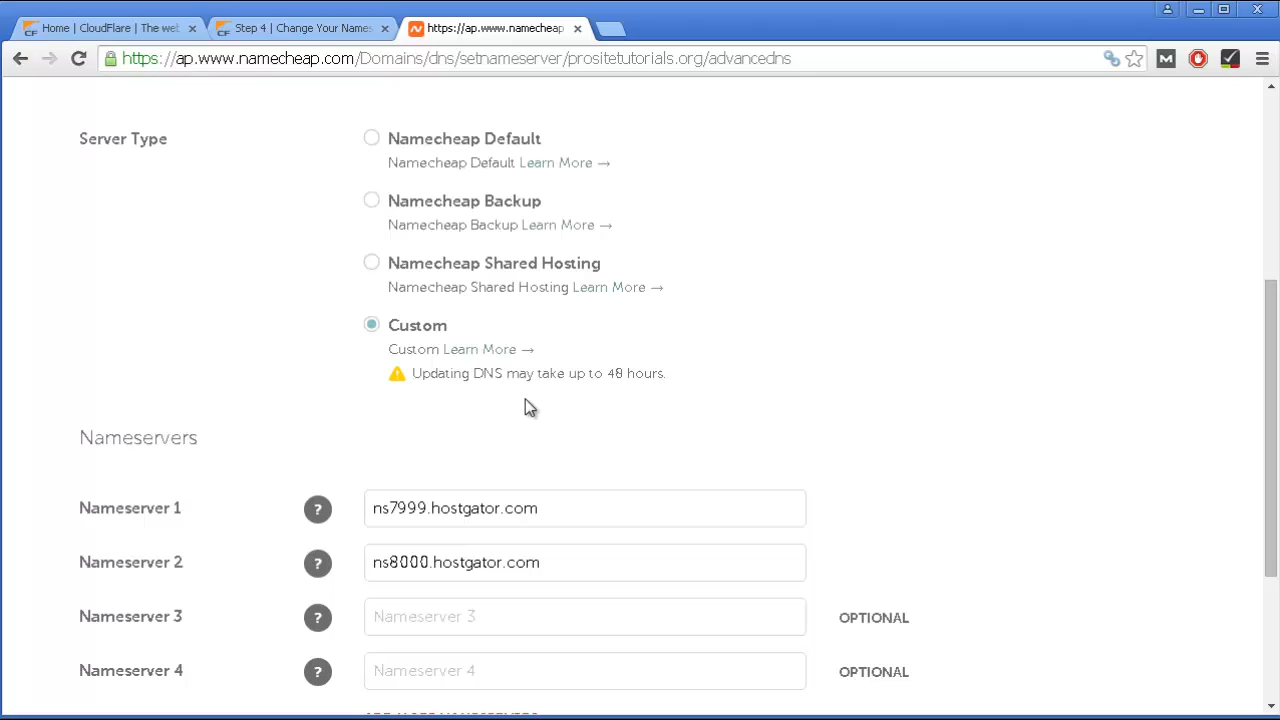 Home | CloudFlare | The web
Step 4 | Change Your Names
https://ap.www.namecheap
https://ap.www.namecheap.com/Domains/dns/setnameserver/prositetutorials.org/advancedns
Server Type
Namecheap Default
Namecheap Default Learn More →
Namecheap Backup
Namecheap Backup Learn More →
Namecheap Shared Hosting
Namecheap Shared Hosting Learn More →
Custom
Custom Learn More →
Updating DNS may take up to 48 hours.
Nameservers
Nameserver 1 ? ns7999.hostgator.com
Nameserver 2 ? ns8000.hostgator.com
Nameserver 3 ? Nameserver 3 OPTIONAL
Nameserver 4 ? Nameserver 4 OPTIONAL